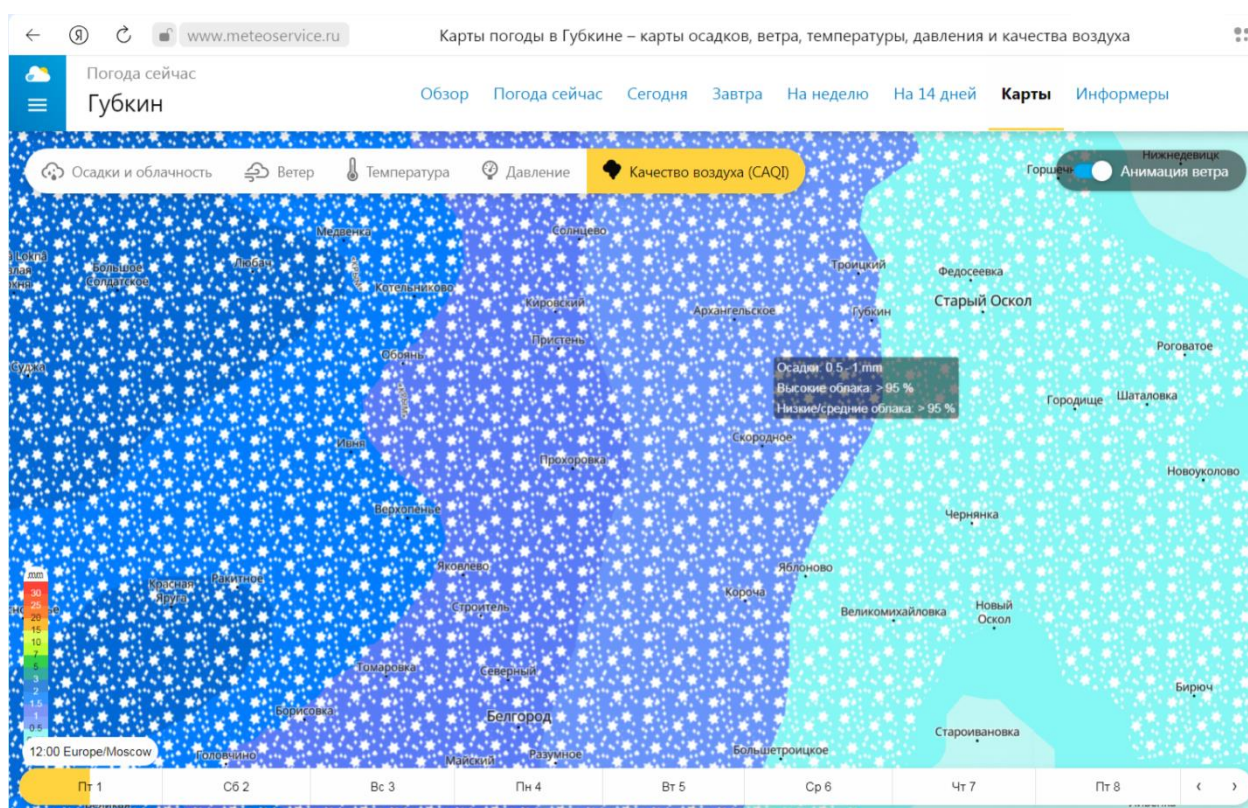 www.meteoservice.ru
Карты погоды в Губкине – карты осадков, ветра, температуры, давления и качества воздуха
Погода сейчас
Губкин
Обзор Погода сейчас Сегодня Завтра На неделю На 14 дней Карты Информеры
Осадки и облачность Ветер Температура Давление Качество воздуха (CAQI)
Нижнедевицк
Анимация ветра
Медвенка
Солнцево
Большое
Солдатское
Любач
Троицкий
Федосеевка
Котельниково
Кировский
Архангельское
Губкин
Старый Оскол
Пристень
Роговатое
Обоянь
Суджа
Осадки: 0.5 - 1 mm
Высокие облака: > 95 %
Низкие/средние облака: > 95 %
Городище
Шаталовка
Ивня
Скородное
Прохоровка
Новоуколово
Верхопенье
Чернянка
Яковлево
Яблоново
Красная
Яруга
Ракитное
Короча
Строитель
Великомихайловка
Новый
Оскол
Томаровка
Северный
Бирюч
Борисовка
Белгород
Староивановка
Головчино
Майский
Разумное
Большетроицкое
mm
30
25
20
15
10
7
5
3
2
1.5
0.5
12:00 Europe/Moscow
Пт 1 Сб 2 Вс 3 Пн 4 Вт 5 Ср 6 Чт 7 Пт 8